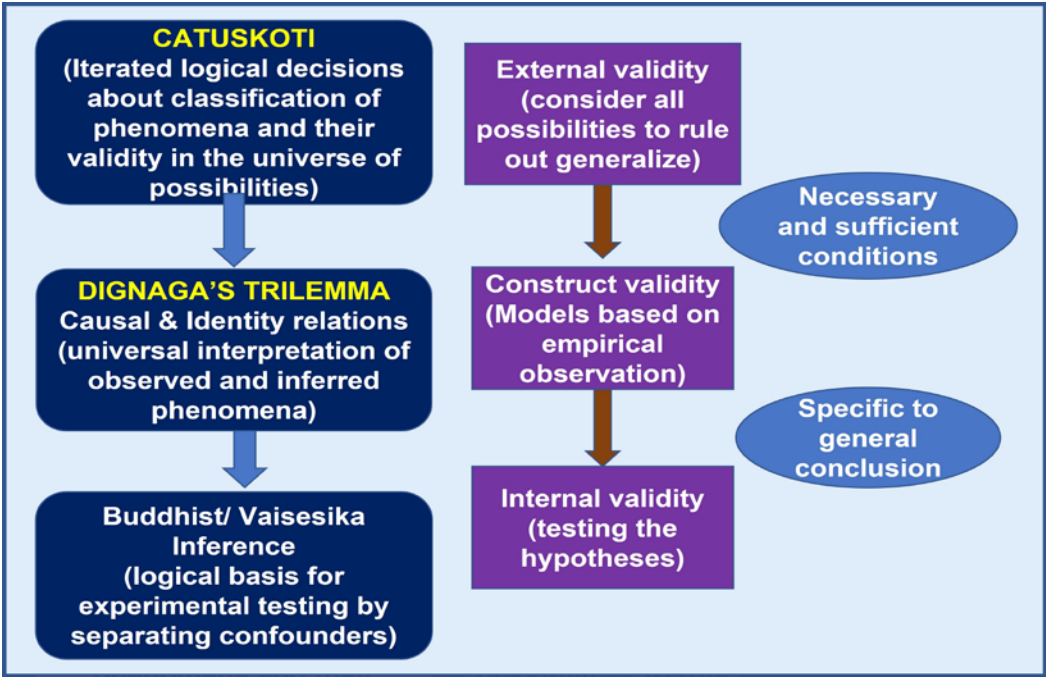 CATUSKOTI
(Iterated logical decisions
about classification of
phenomena and their
validity in the universe of
possibilities)
DIGNAGA'S TRILEMMA
Causal & Identity relations
(universal interpretation of
observed and inferred
phenomena)
Buddhist/ Vaisesika
Inference
(logical basis for
experimental testing by
separating confounders)
External validity
(consider all
possibilities to rule
out generalize)
Construct validity
(Models based on
empirical
observation)
Internal validity
(testing the
hypotheses)
Necessary
and sufficient
conditions
Specific to
general
conclusion